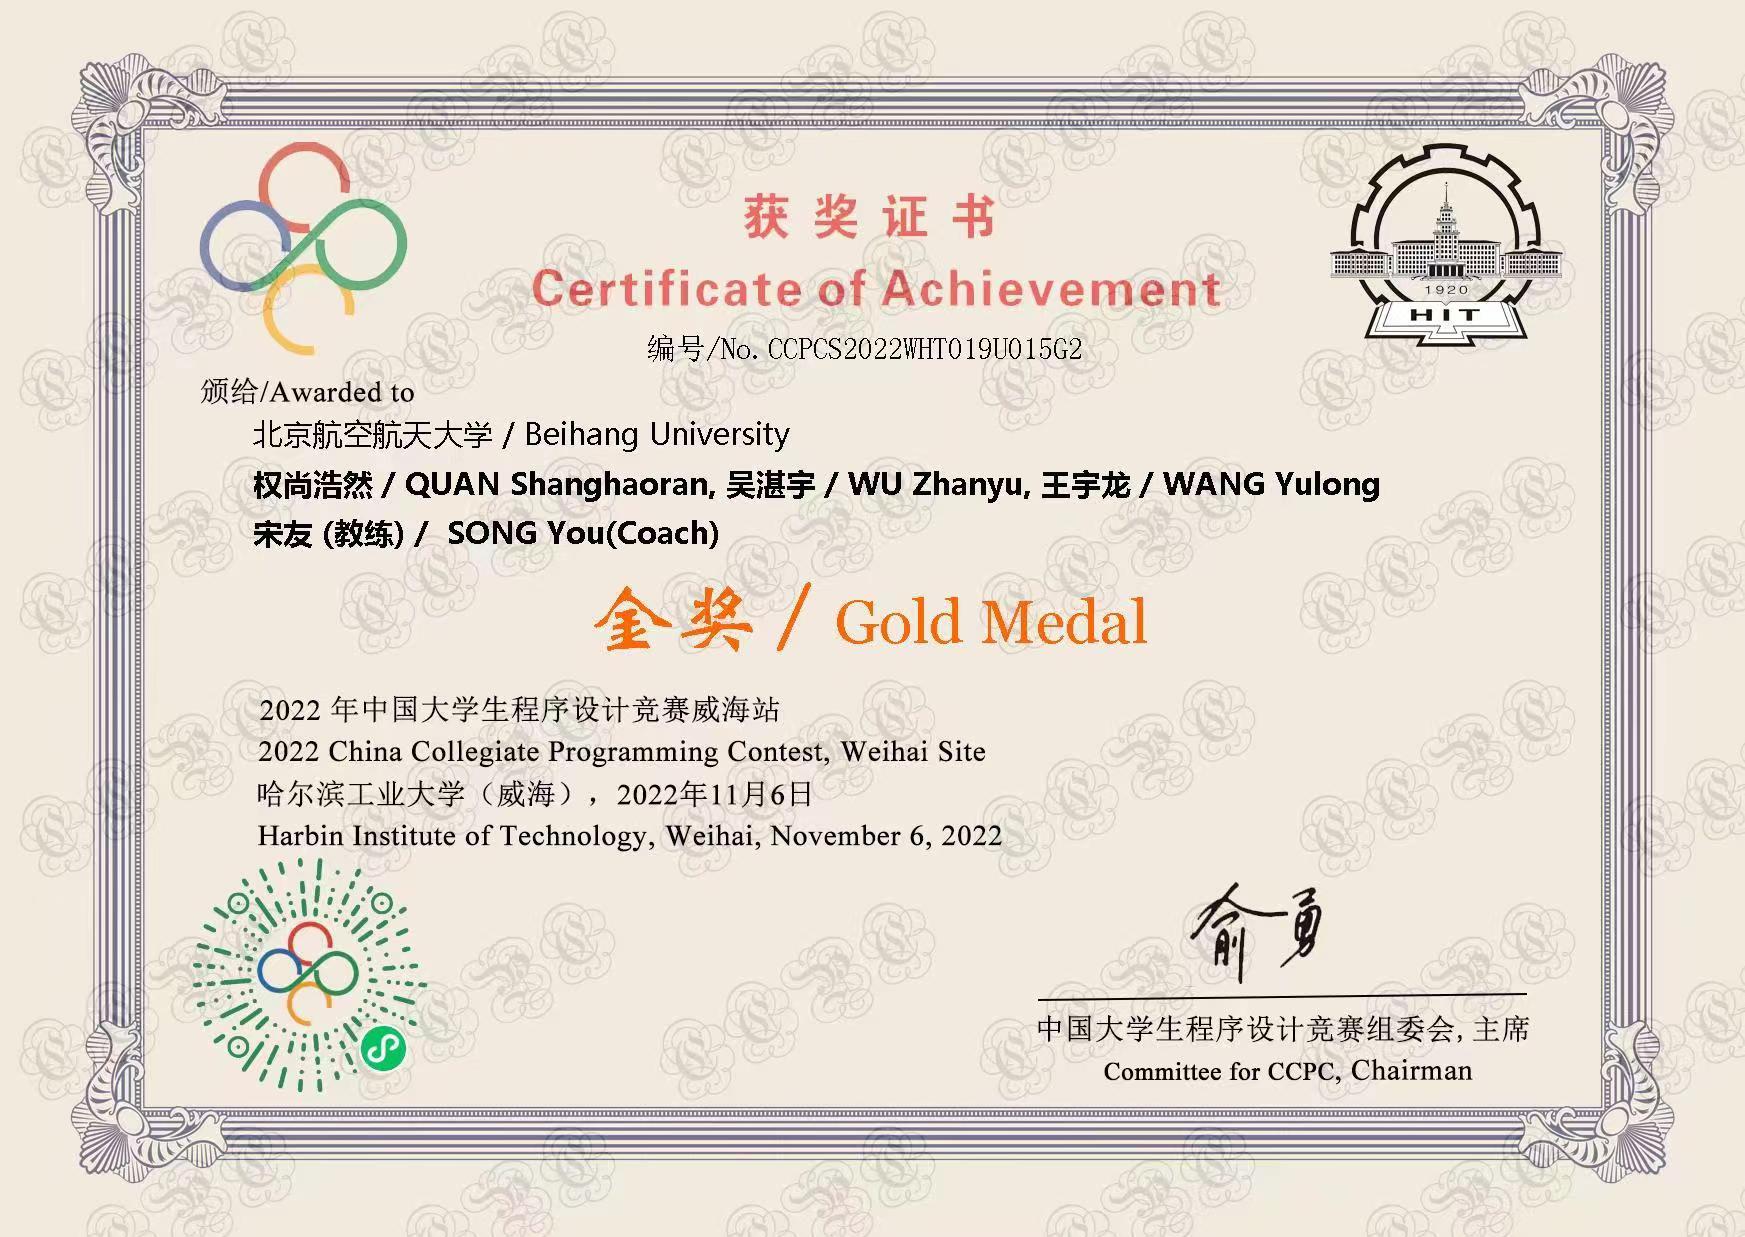 获奖证书
Certificate of Achievement
编号/No. CCPCS2022WHT019U015G2
1920
HIT
颁给/Awarded to
北京航空航天大学 / Beihang University
权尚浩然 / QUAN Shanghaoran, 吴湛宇 / WU Zhanyu, 王宇龙 / WANG Yulong
宋友 (教练) / SONG You(Coach)
金奖 / Gold Medal
2022 年中国大学生程序设计竞赛威海站
2022 China Collegiate Programming Contest, Weihai Site
哈尔滨工业大学（威海），2022年11月6日
Harbin Institute of Technology, Weihai, November 6, 2022
俞勇
中国大学生程序设计竞赛组委会, 主席
Committee for CCPC, Chairman